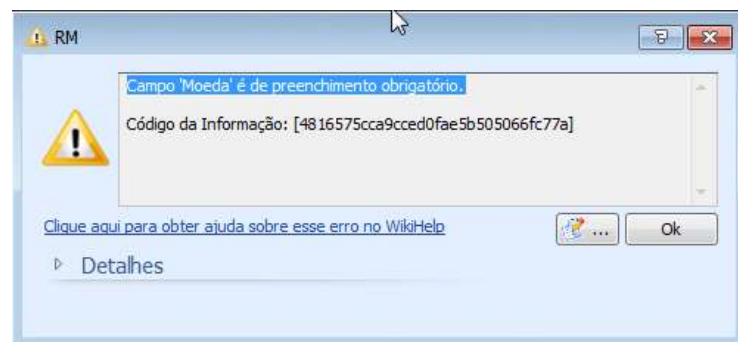 RM
Campo 'Moeda' é de preenchimento obrigatório.
Código da Informação: [4816575cca9cced0fae5b505066fc77a]
Clique aqui para obter ajuda sobre esse erro no WikiHelp
...
Ok
Detalhes